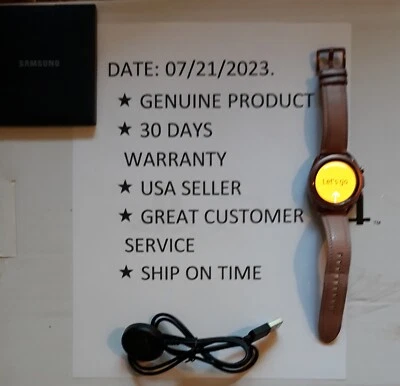 SAMSUNG
DATE: 07/21/2023.
★ GENUINE PRODUCT
★ 30 DAYS
WARRANTY
★ USA SELLER
★ GREAT CUSTOMER
SERVICE
★ SHIP ON TIME
Let's go
TM